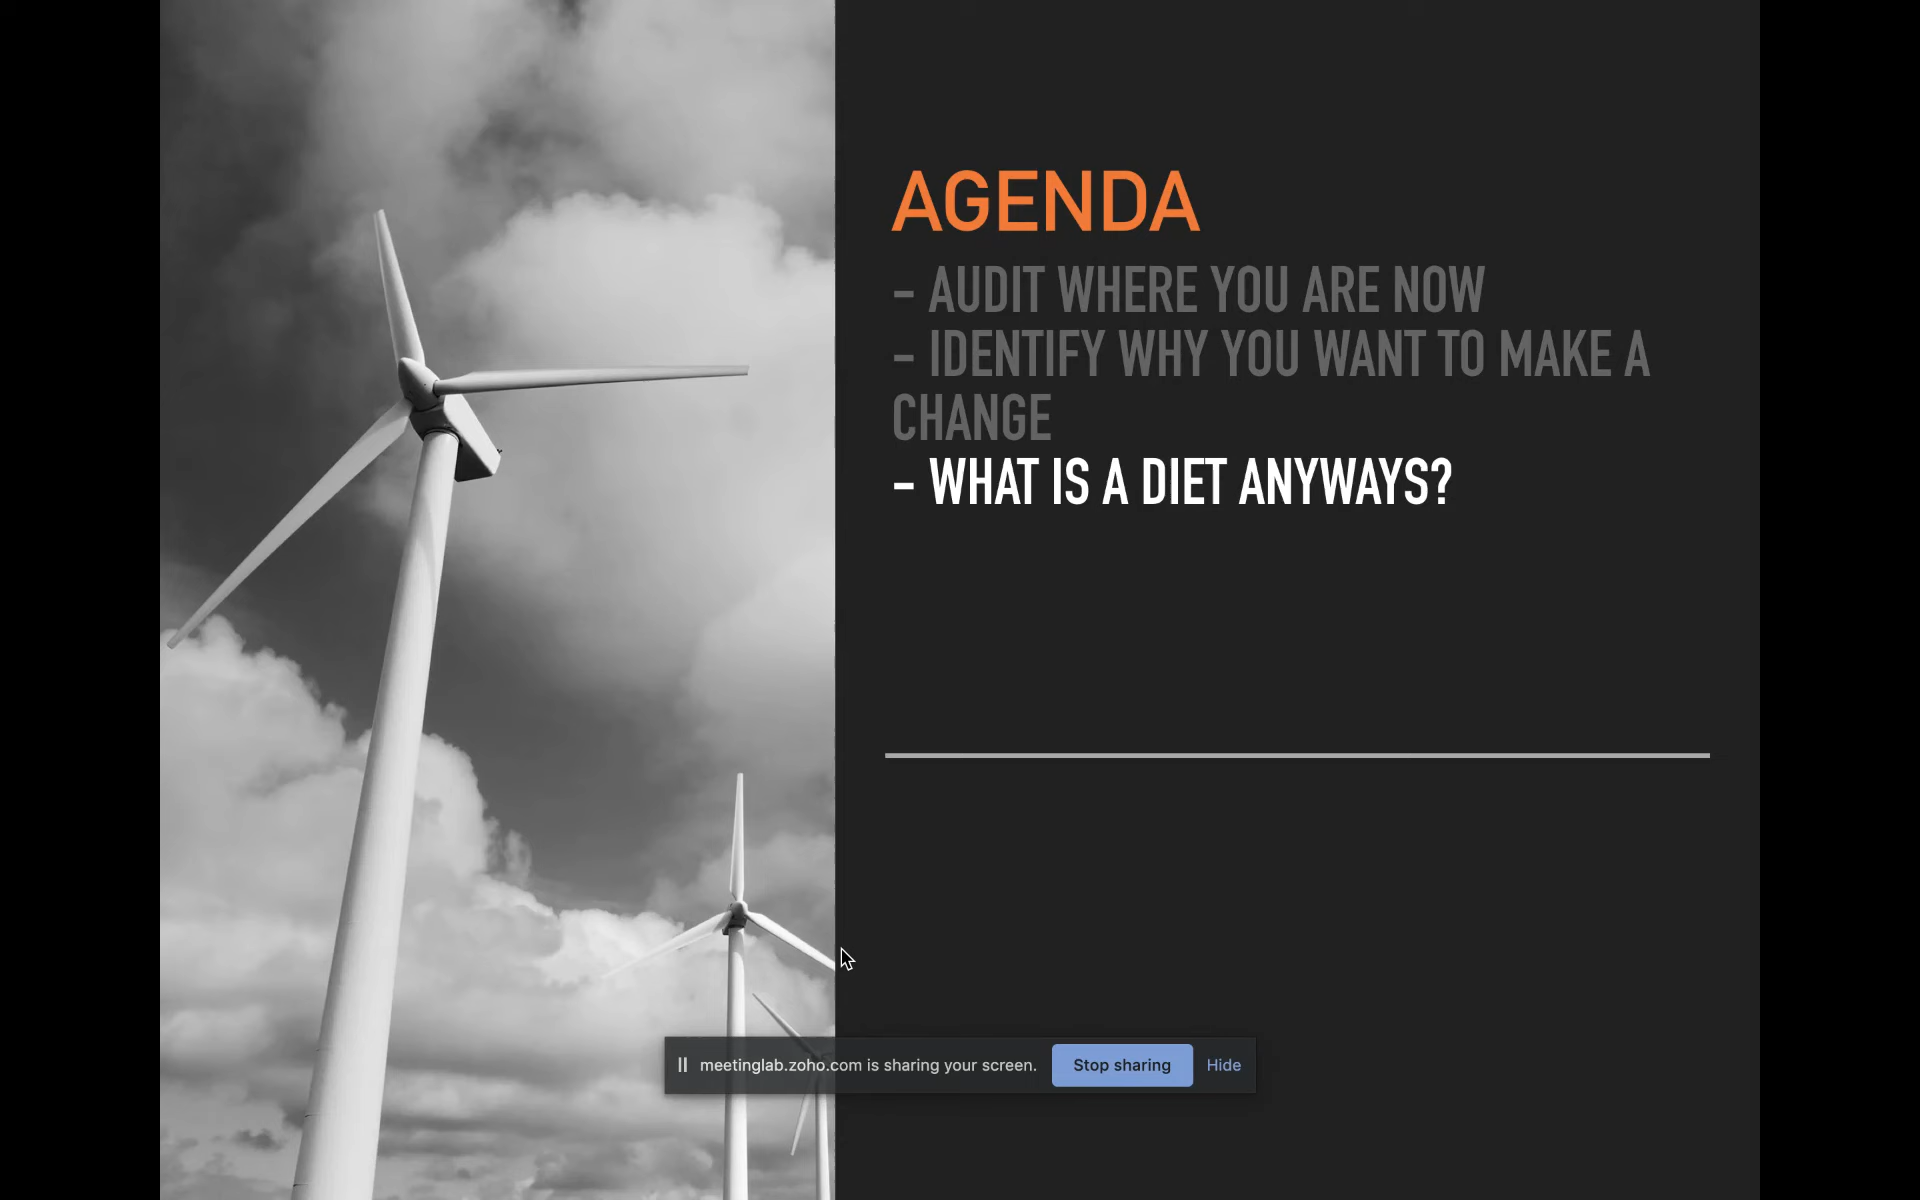 AGENDA
- AUDIT WHERE YOU ARE NOW
- IDENTIFY WHY YOU WANT TO MAKE A
CHANGE
- WHAT IS A DIET ANYWAYS?
meetinglab.zoho.com is sharing your screen. Stop sharing Hide